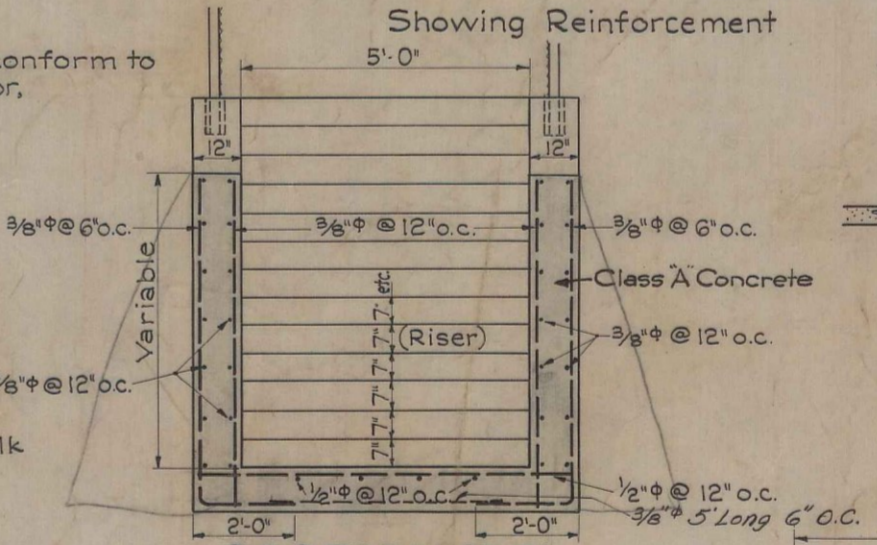 Showing Reinforcement
conform to
or,
5'-0"
12"
12"
3/8"Φ@ 6"o.c.
3/8"Φ @ 12"o.c.
3/8"Φ @ 6"o.c.
Variable
Class "A" Concrete
etc.
7"
7"
(Riser)
7"
7"
7"
7"
3/8"Φ @ 12"o.c.
/8"Φ @ 12"o.c.
lk
1/2"Φ @ 12"o.c.
1/2"Φ @ 12"o.c.
3/8"Φ 5' Long 6" O.C.
2'-0"
2'-0"